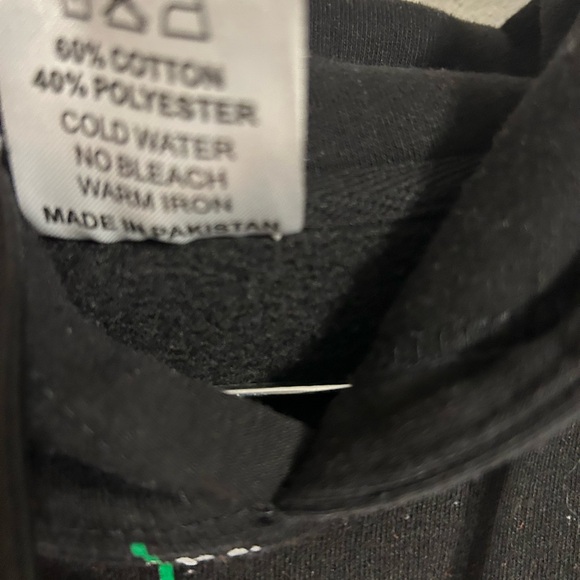 60% COTTON
40% POLYESTER
COLD WATER
NO BLEACH
WARM IRON
MADE IN PAKISTAN